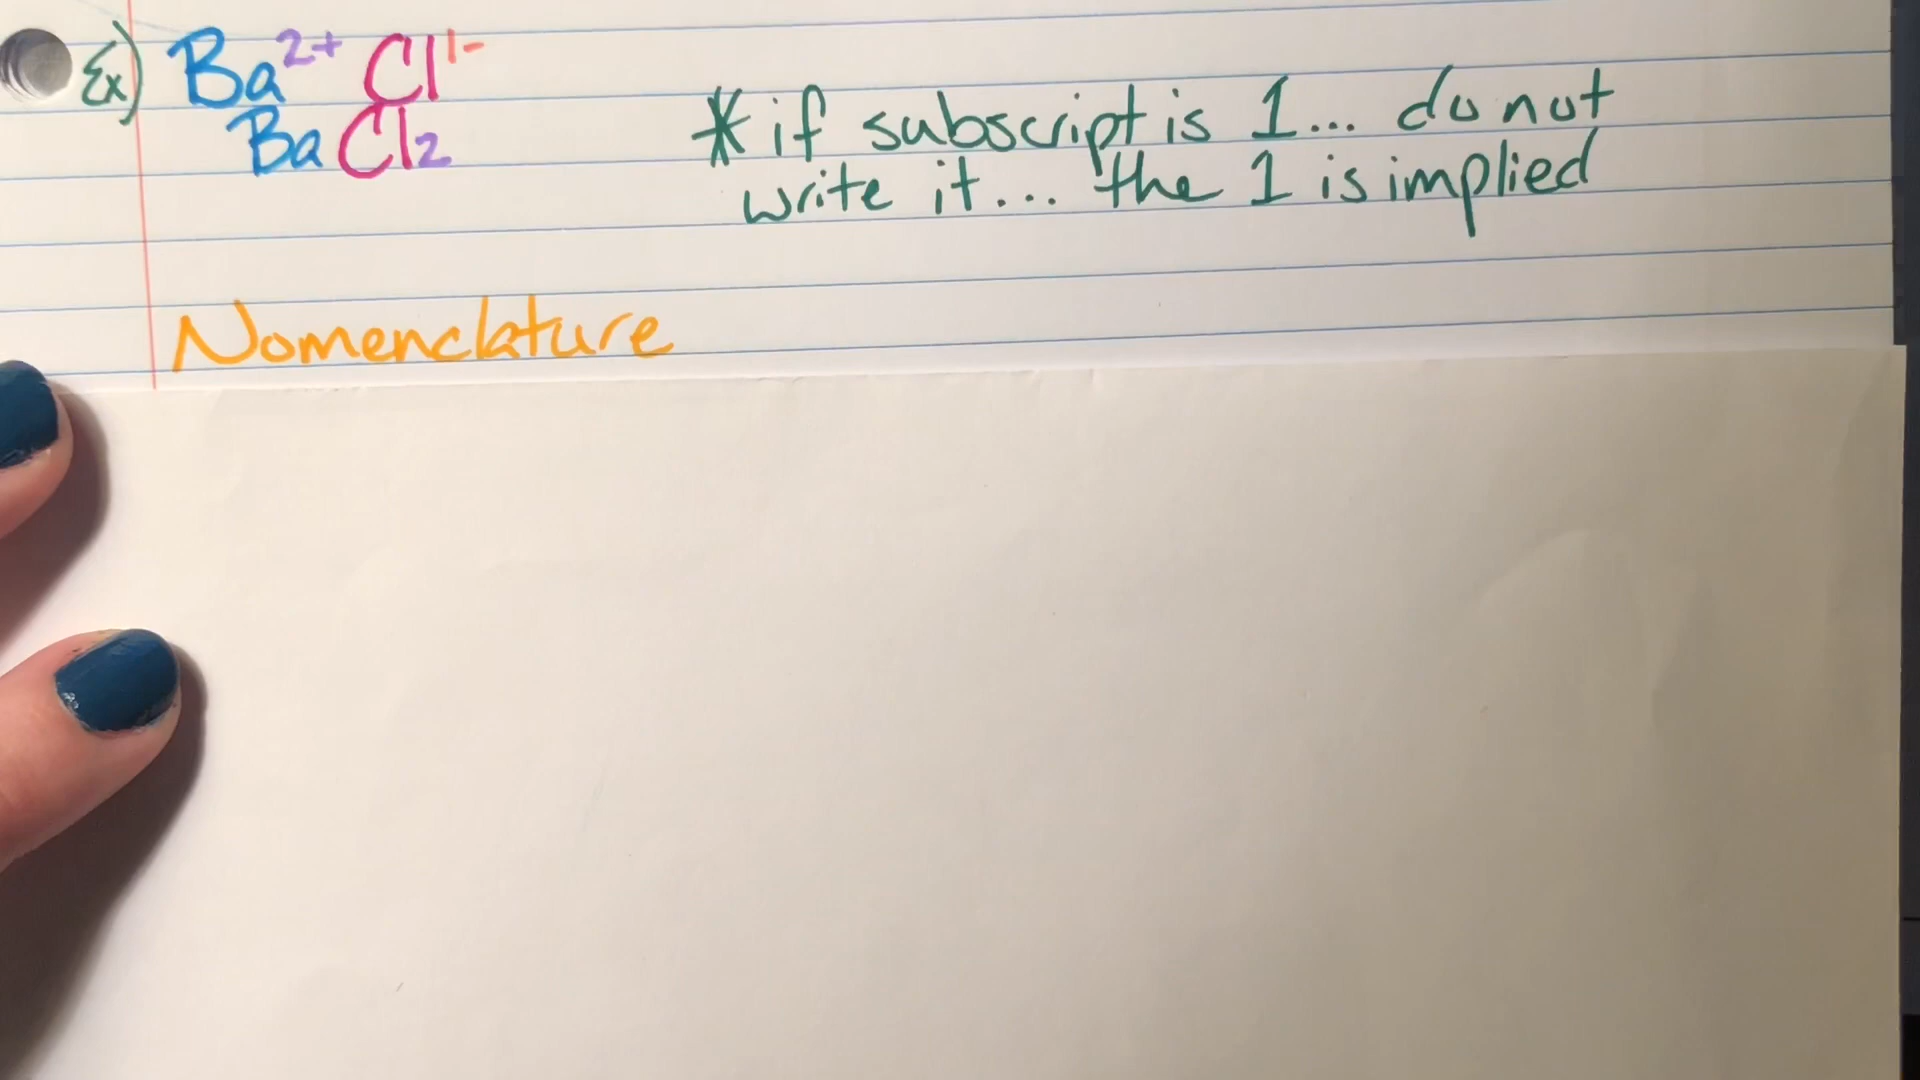 Ex) Ba²⁺ Cl¹⁻
BaCl₂
* if subscript is 1... do not
write it... the 1 is implied
Nomenclature